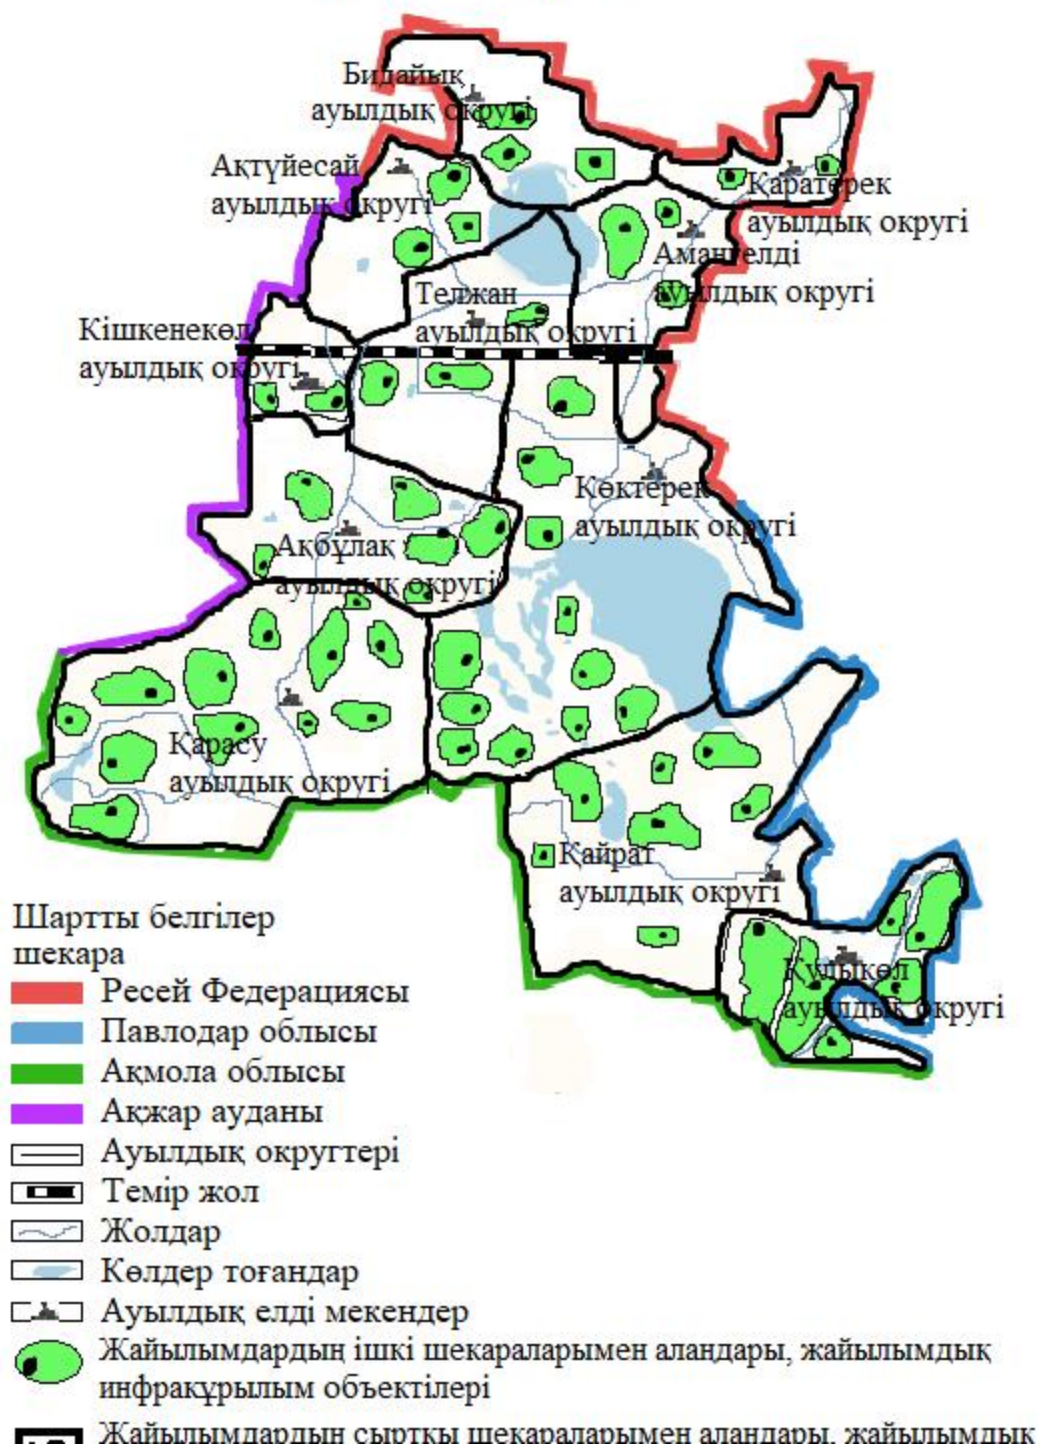 Бидайық
ауылдық округі
Ақтүйесай
ауылдық округі
Қаратерек
ауылдық округі
Амангелді
ауылдық округі
Телжан
ауылдық округі
Кішкенекөл
ауылдық округі
Көктерек
ауылдық округі
Ақбұлақ
ауылдық округі
Қарасу
ауылдық округі
Қайрат
ауылдық округі
Құлыкөл
ауылдық округі
Шартты белгілер
шекара
Ресей Федерациясы
Павлодар облысы
Ақмола облысы
Ақжар ауданы
Ауылдық округтері
Темір жол
Жолдар
Көлдер тоғандар
Ауылдық елді мекендер
Жайылымдардың ішкі шекараларымен алаңдары, жайылымдық
инфрақұрылым объектілері
Жайылымдардың сыртқы шекараларымен алаңдары, жайылымдық